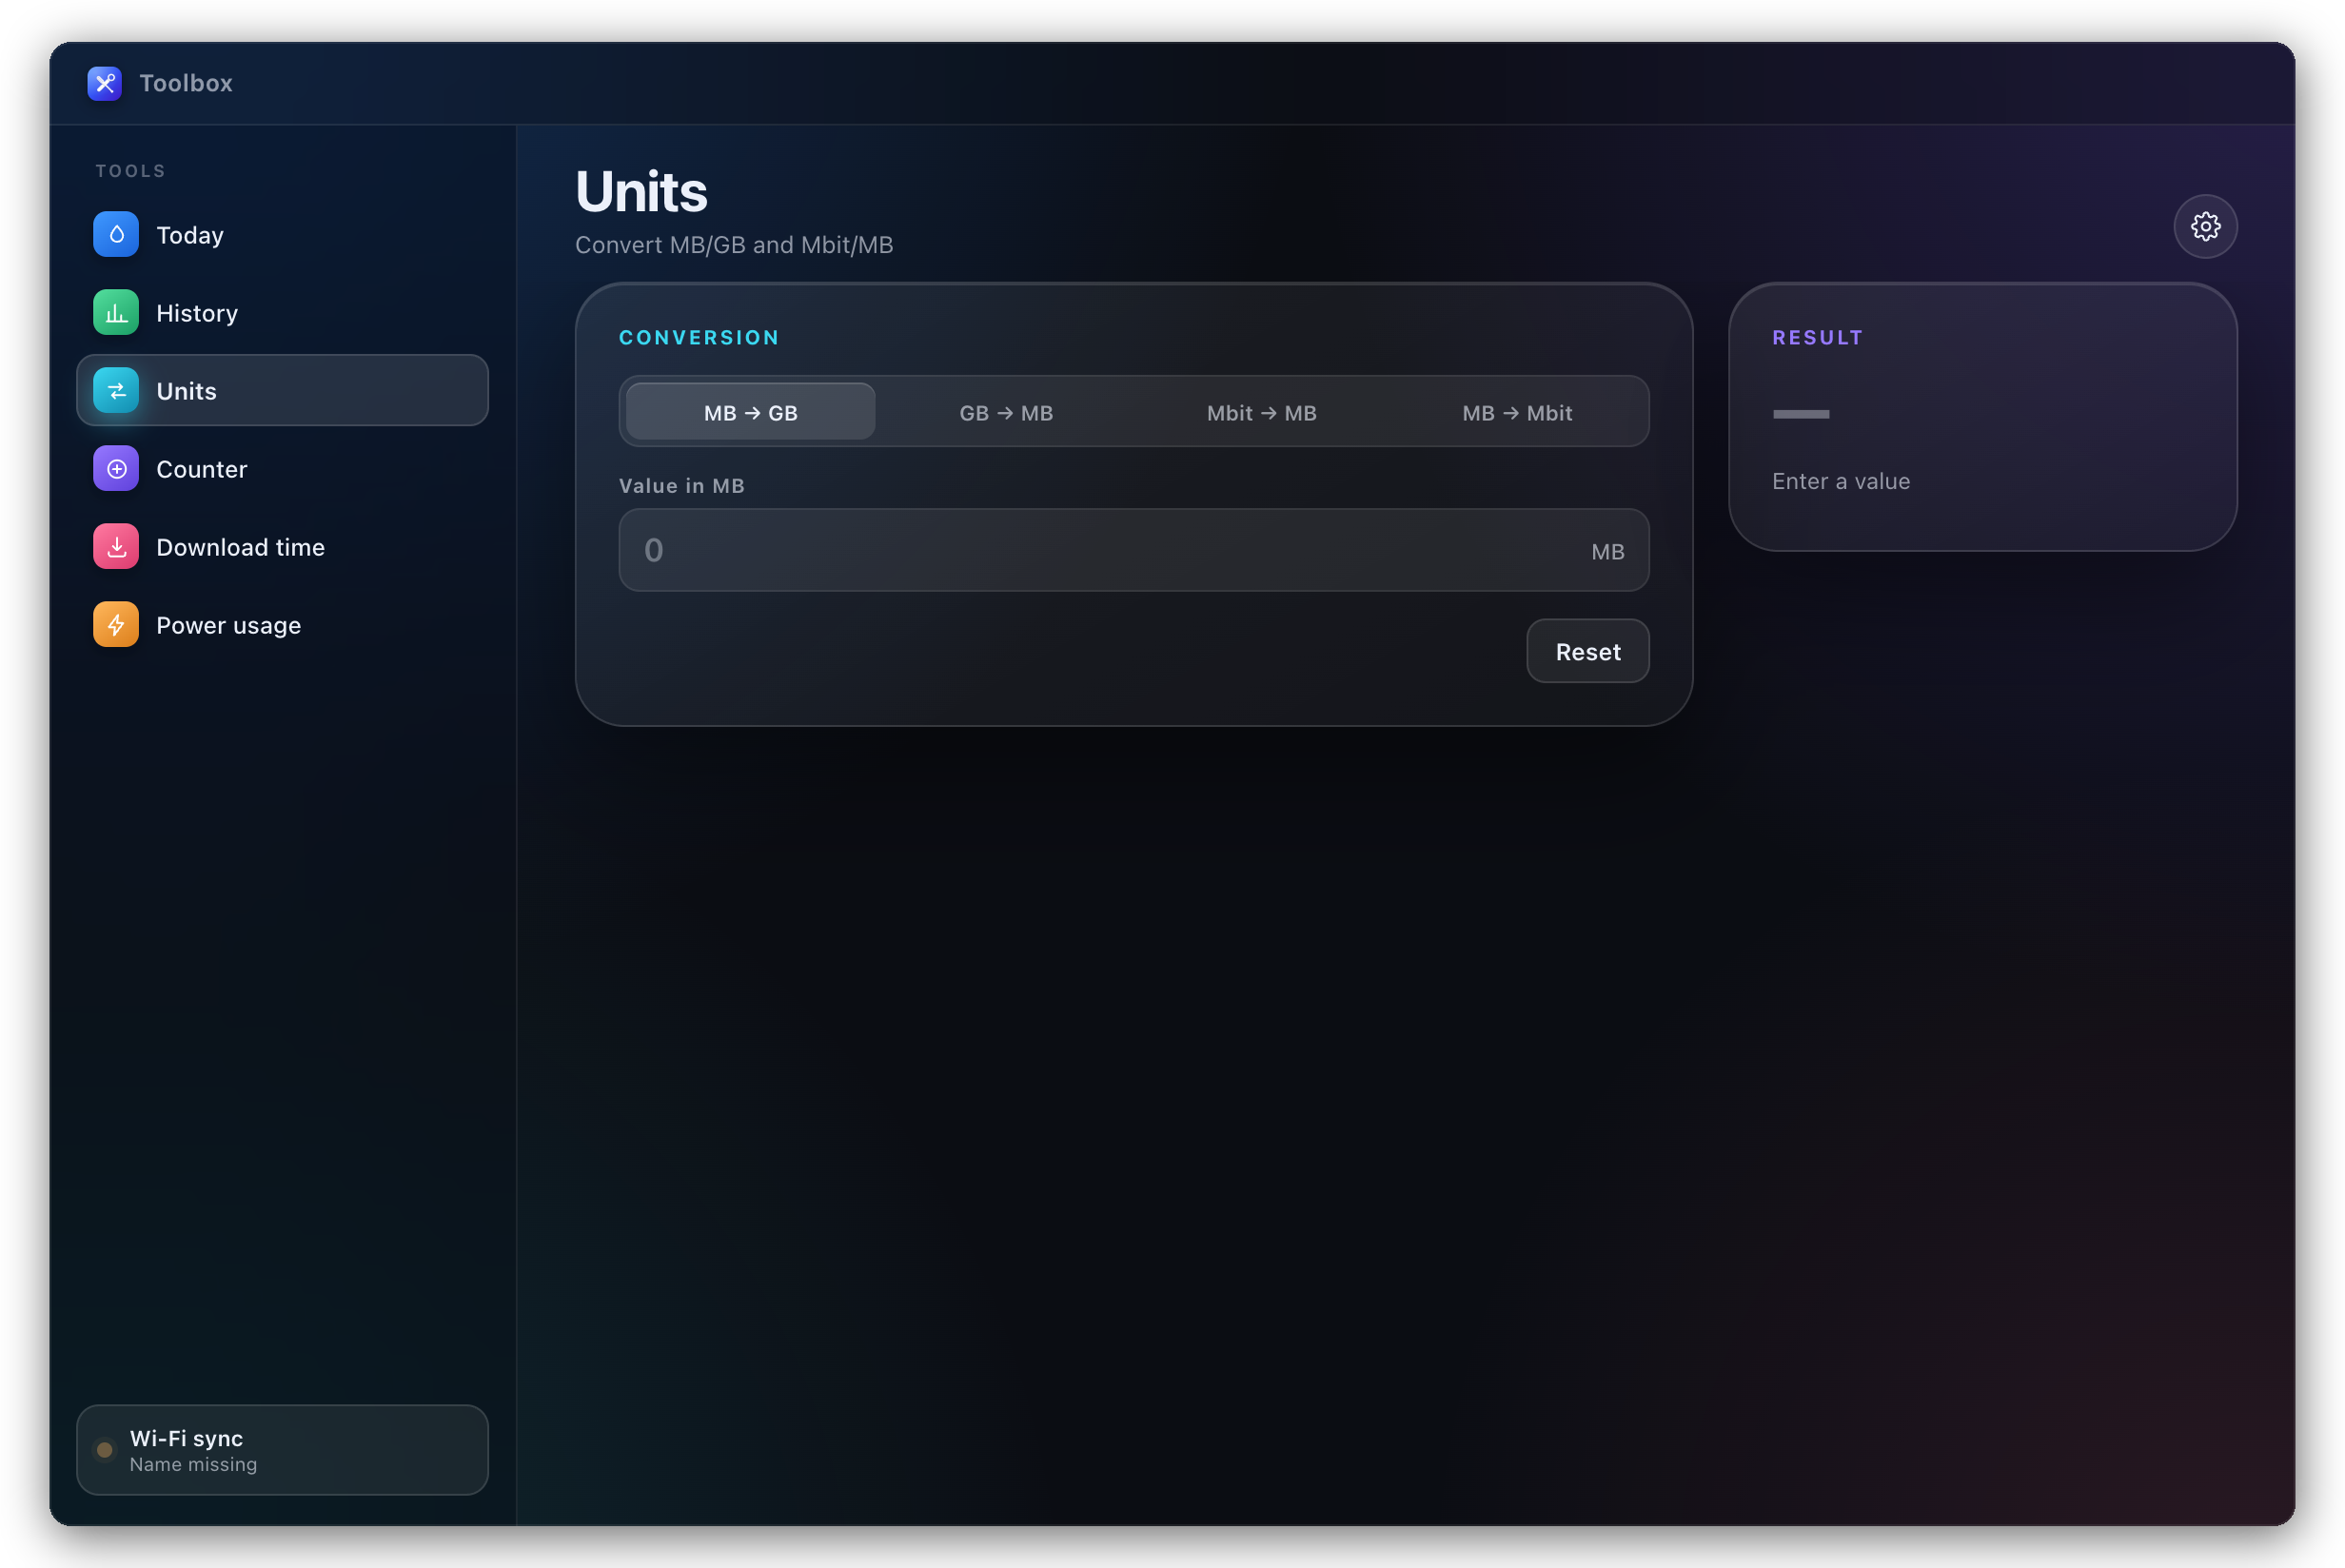 Toolbox
TOOLS
Today
History
Units
Counter
Download time
Power usage
Wi-Fi sync
Name missing
Units
Convert MB/GB and Mbit/MB
CONVERSION
MB → GB
GB → MB
Mbit → MB
MB → Mbit
Value in MB
0
MB
Reset
RESULT
—
Enter a value